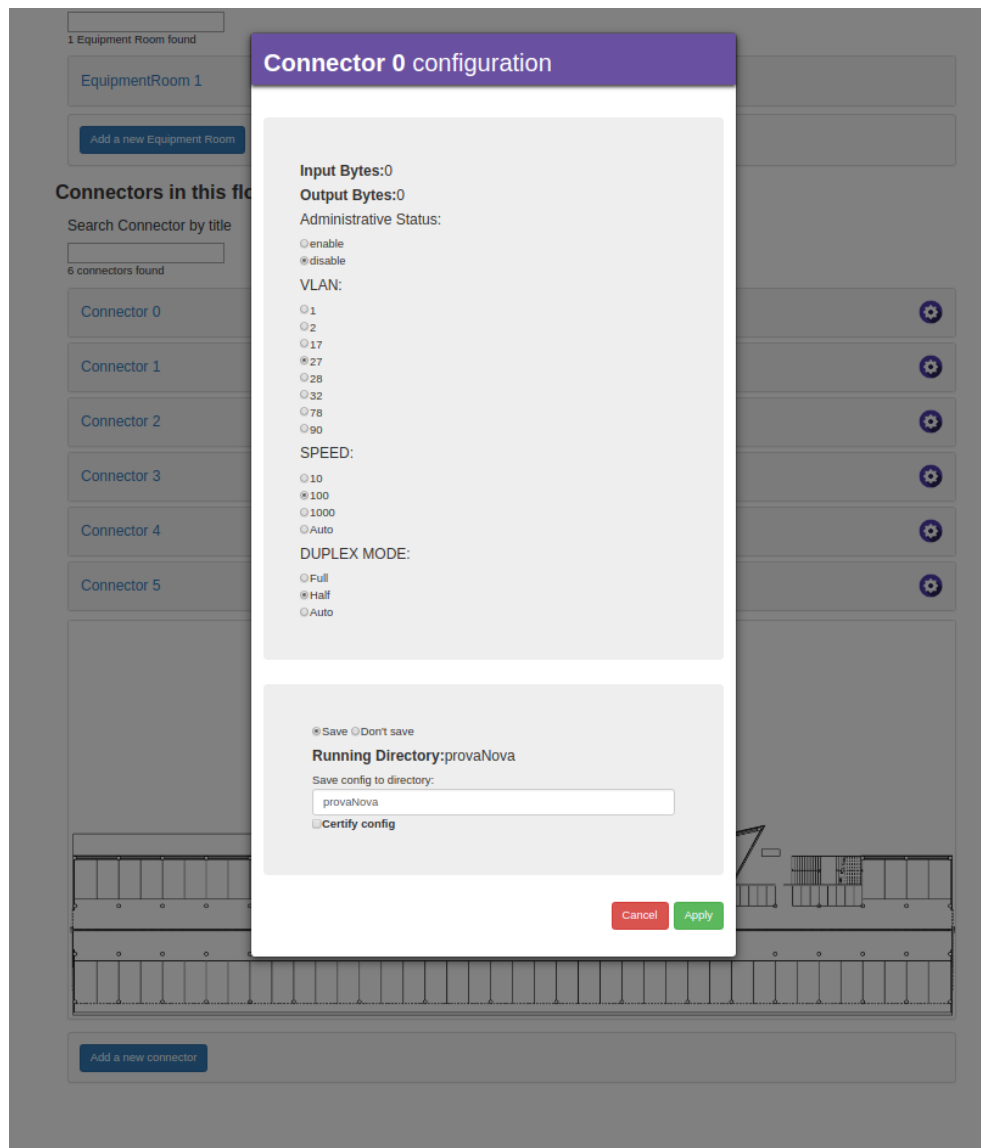 1 Equipment Room found
EquipmentRoom 1
Add a new Equipment Room
Connectors in this flo
Search Connector by title
6 connectors found
Connector 0
Connector 1
Connector 2
Connector 3
Connector 4
Connector 5
Add a new connector
Connector 0 configuration
Input Bytes:0
Output Bytes:0
Administrative Status:
enable
disable
VLAN:
1
2
17
27
28
32
78
90
SPEED:
10
100
1000
Auto
DUPLEX MODE:
Full
Half
Auto
Save Don't save
Running Directory:provaNova
Save config to directory:
provaNova
Certify config
Cancel Apply